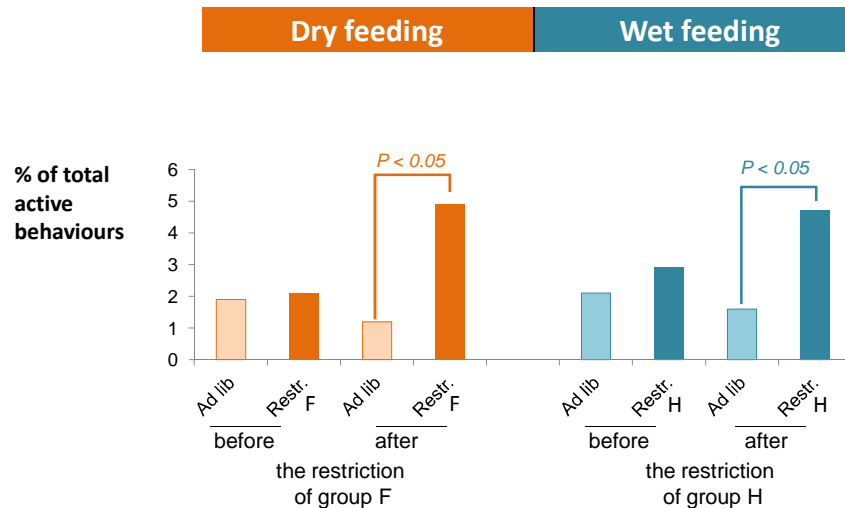 Dry feeding
Wet feeding
% of total
active
behaviours
6
5
4
3
2
1
0
P < 0.05
P < 0.05
Ad lib
Restr. F
Ad lib
Restr. F
Ad lib
Restr. H
Ad lib
Restr. H
before
after
before
after
the restriction
of group F
the restriction
of group H